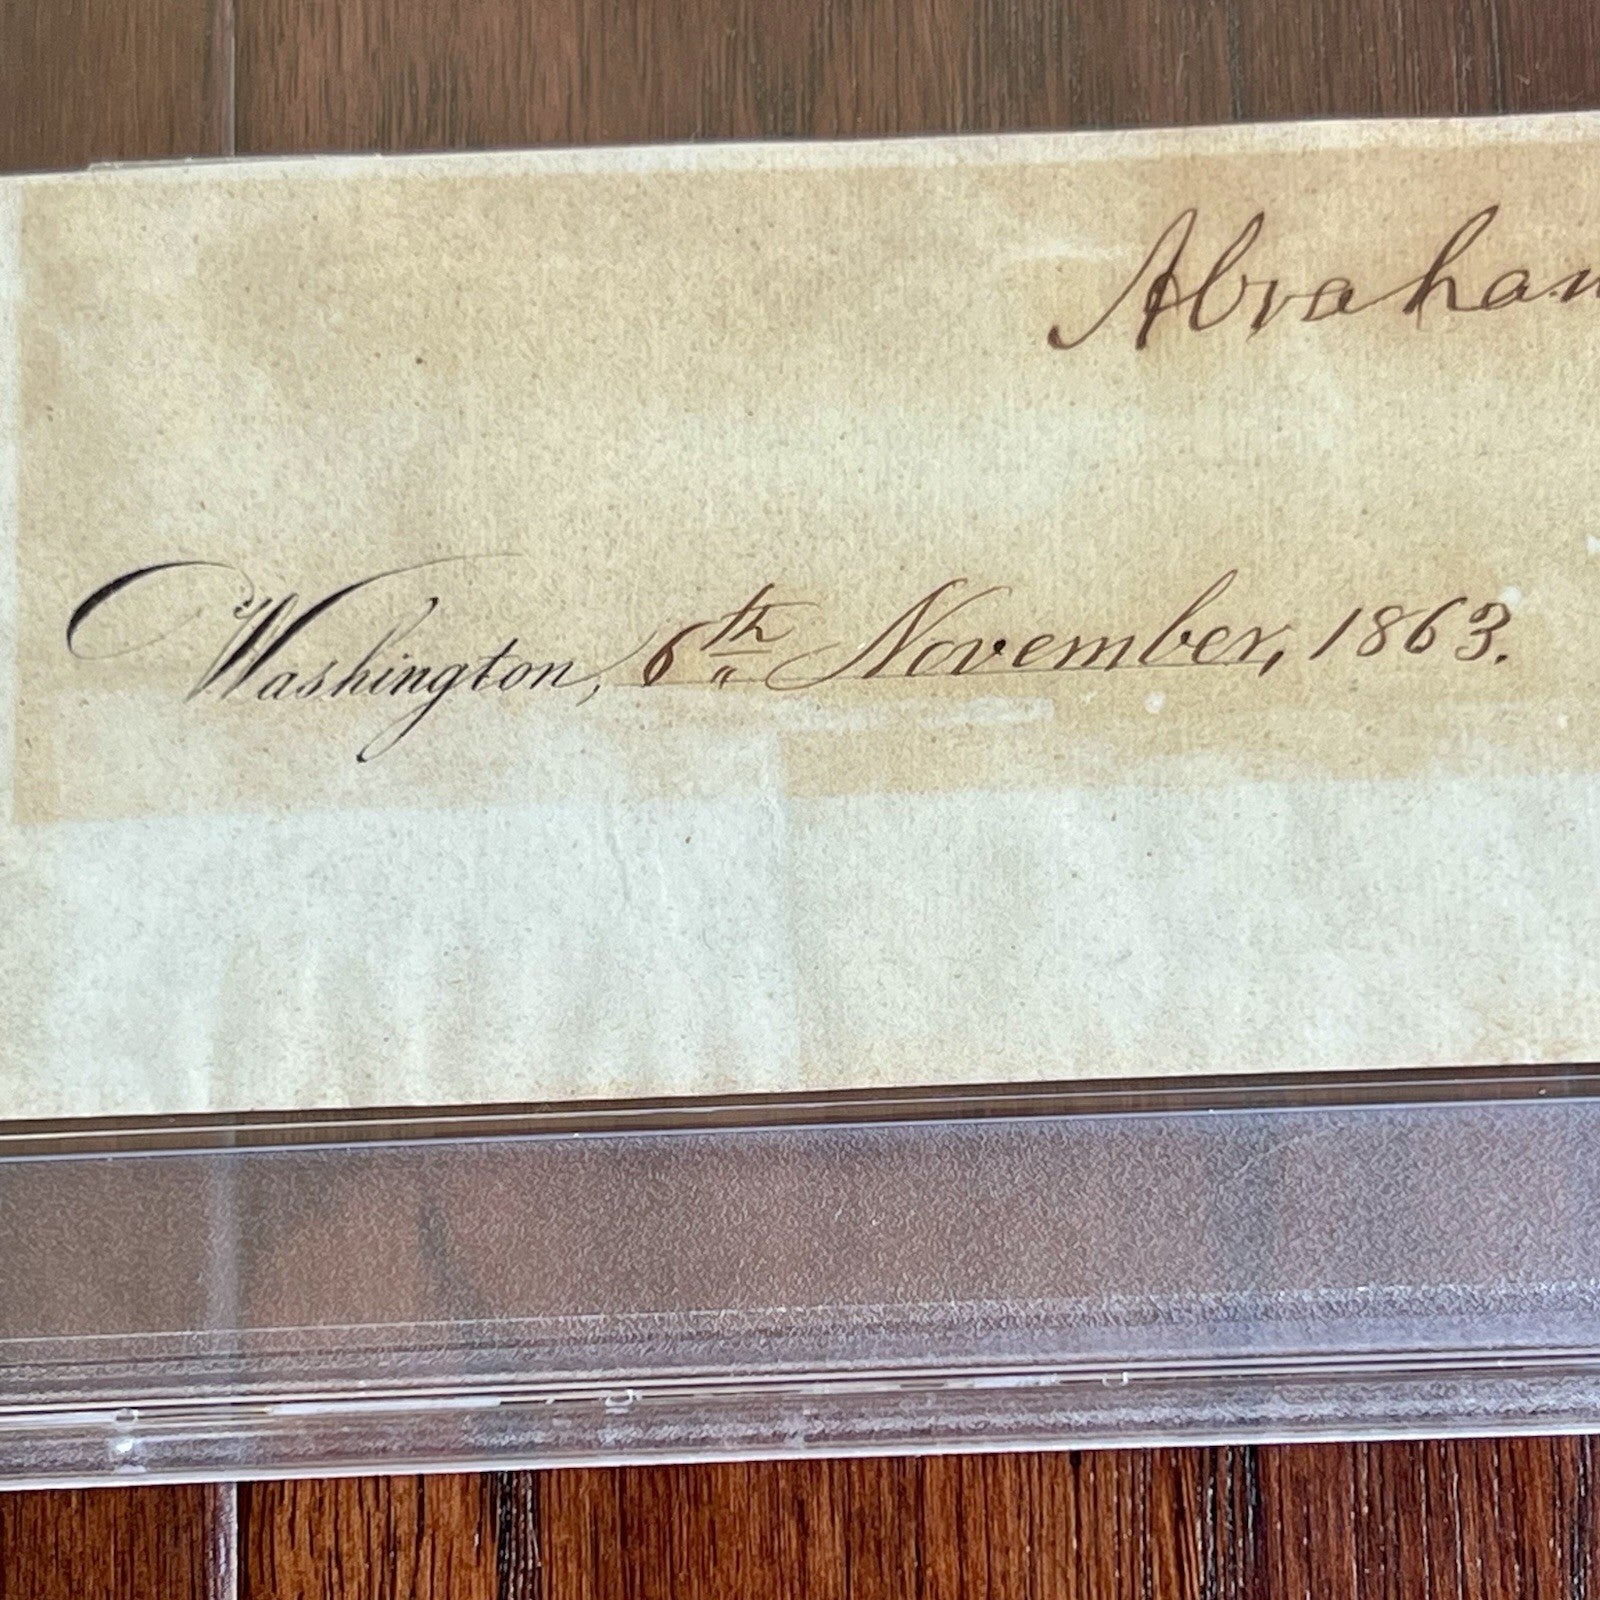 Abraham
Washington, 6th November, 1863.